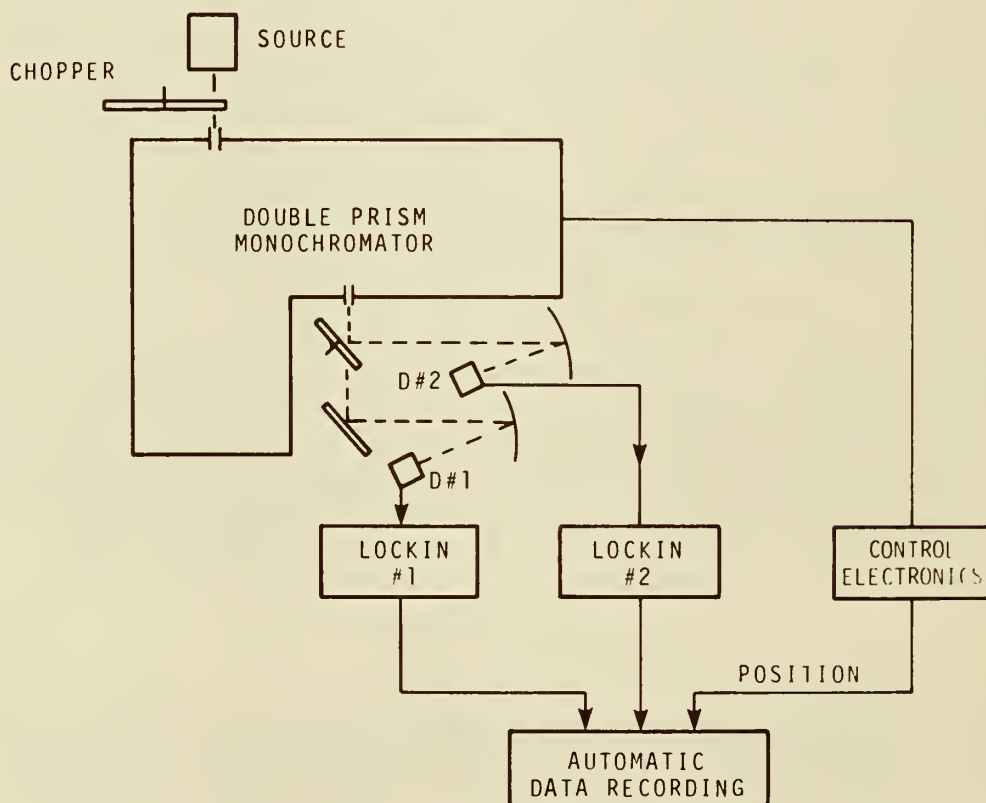 SOURCE
CHOPPER
DOUBLE PRISM
MONOCHROMATOR
D#2
D#1
LOCKIN
#1
LOCKIN
#2
CONTROL
ELECTRONICS
POSITION
AUTOMATIC
DATA RECORDING